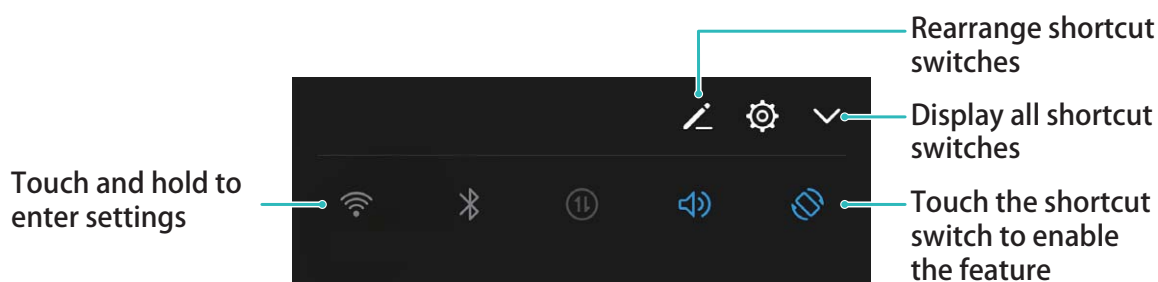 Rearrange shortcut
switches
Display all shortcut
switches
Touch and hold to
enter settings
Touch the shortcut
switch to enable
the feature